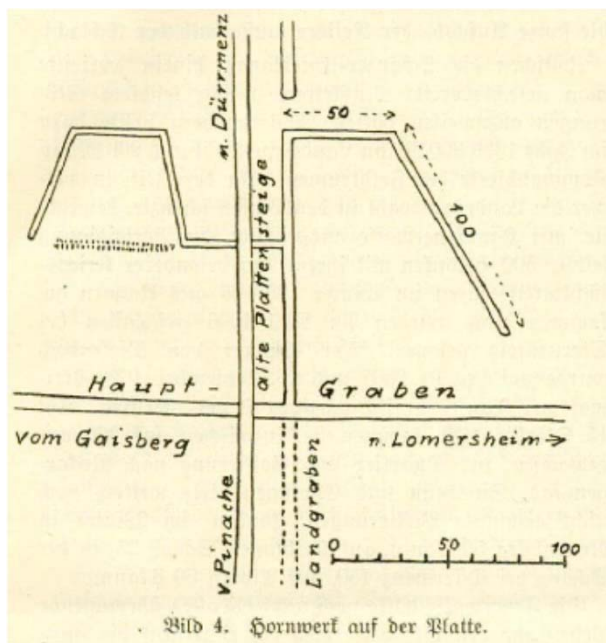 n. Dürrmenz
50
100
alte Plattensteige
Haupt Graben
vom Gaisberg
n. Lomersheim
v. Pinache
Landgraben
0 50 100
Bild 4. Hornwerk auf der Platte.